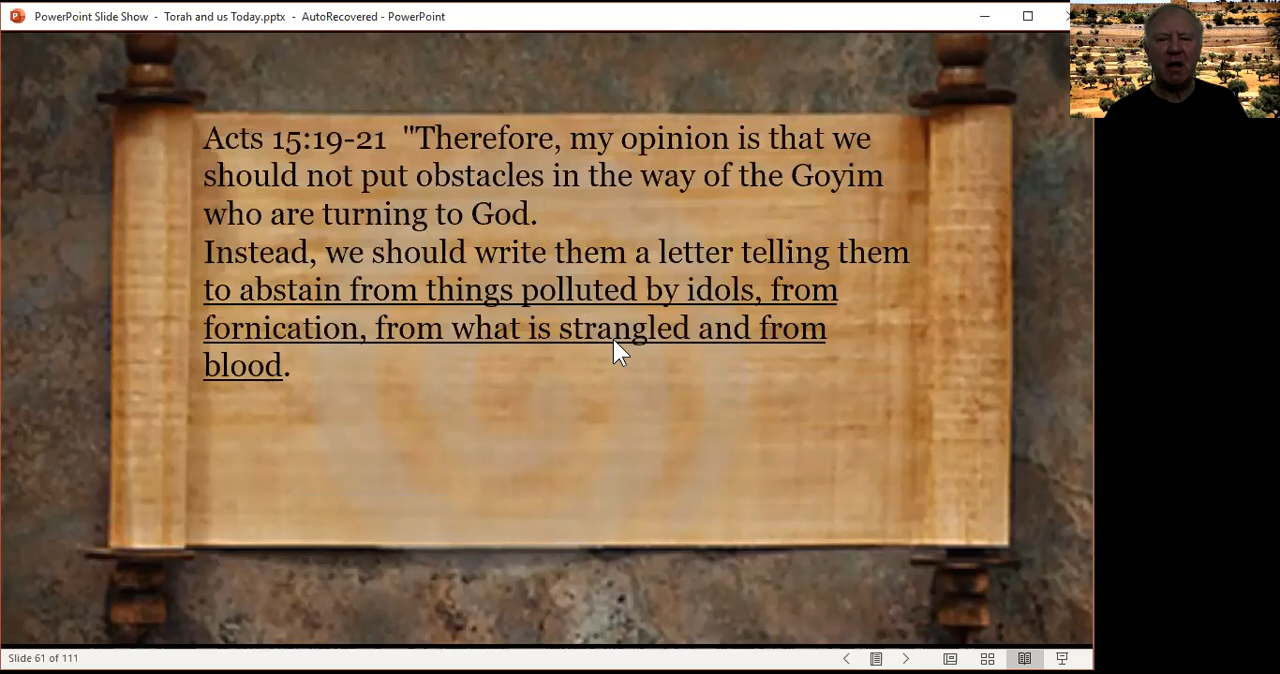 PowerPoint Slide Show - Torah and us Today.pptx - AutoRecovered - PowerPoint
Acts 15:19-21 "Therefore, my opinion is that we
should not put obstacles in the way of the Goyim
who are turning to God.
Instead, we should write them a letter telling them
to abstain from things polluted by idols, from
fornication, from what is strangled and from
blood.
Slide 61 of 111